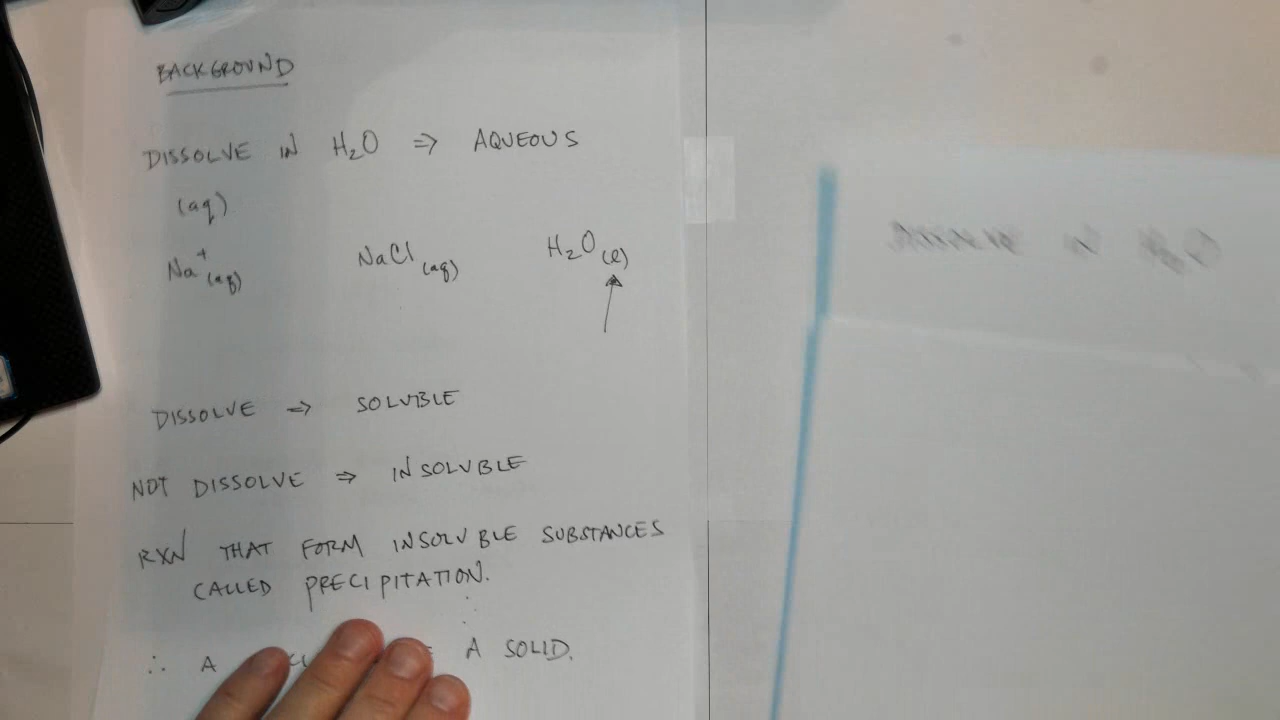 BACKGROUND
DISSOLVE IN H₂O ⇒ AQUEOUS
(aq)
Na⁺(aq) NaCl(aq) H₂O(l)
DISSOLVE ⇒ SOLUBLE
NOT DISSOLVE ⇒ INSOLUBLE
RXN THAT FORM INSOLUBLE SUBSTANCES
CALLED PRECIPITATION.
∴ A A SOLID.